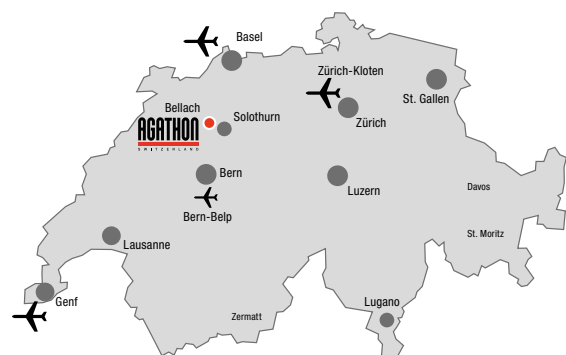 Basel
Zürich-Kloten
St. Gallen
Bellach
Solothurn
Zürich
AGATHON
SWITZERLAND
Bern
Luzern
Davos
Bern-Belp
St. Moritz
Lausanne
Genf
Lugano
Zermatt